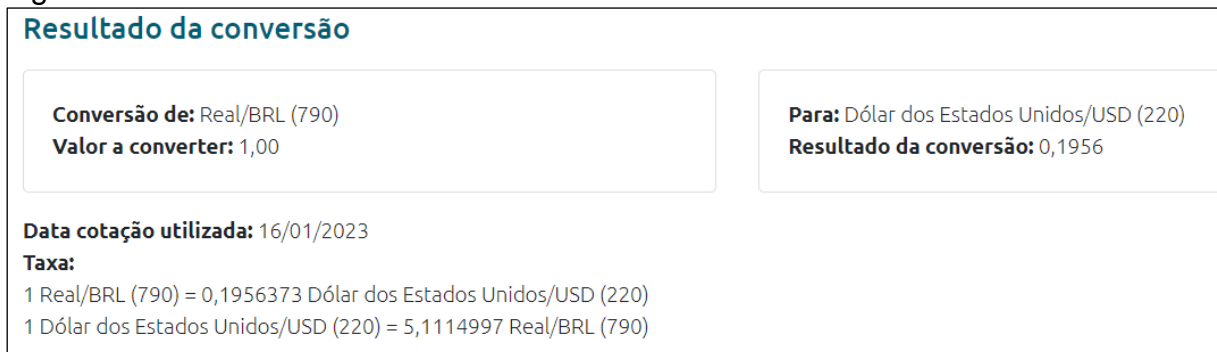 Resultado da conversão
Conversão de: Real/BRL (790)
Valor a converter: 1,00
Para: Dólar dos Estados Unidos/USD (220)
Resultado da conversão: 0,1956
Data cotação utilizada: 16/01/2023
Taxa:
1 Real/BRL (790) = 0,1956373 Dólar dos Estados Unidos/USD (220)
1 Dólar dos Estados Unidos/USD (220) = 5,1114997 Real/BRL (790)